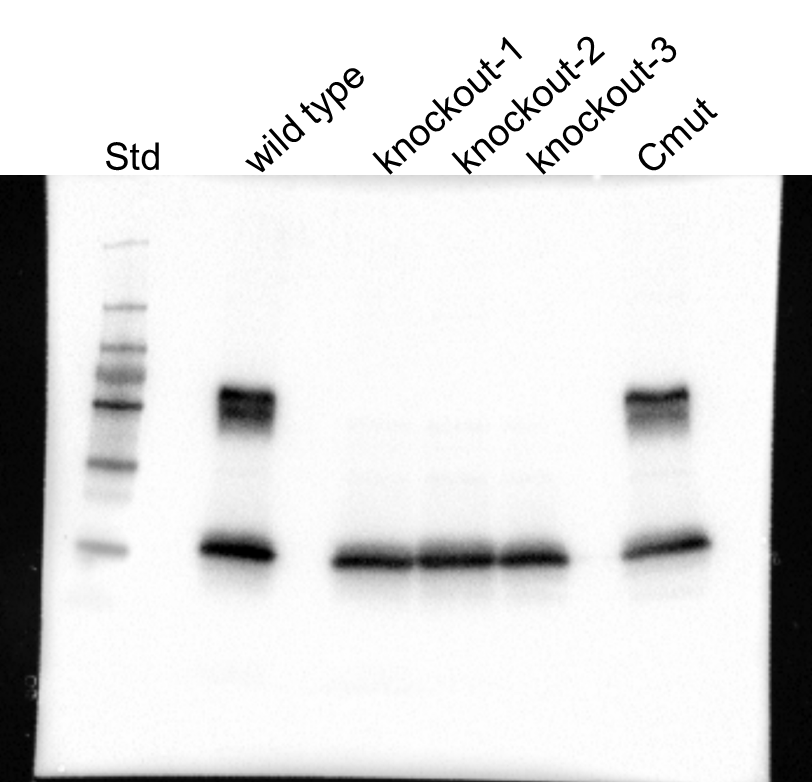 Std
wild type
knockout-1
knockout-2
knockout-3
Cmut